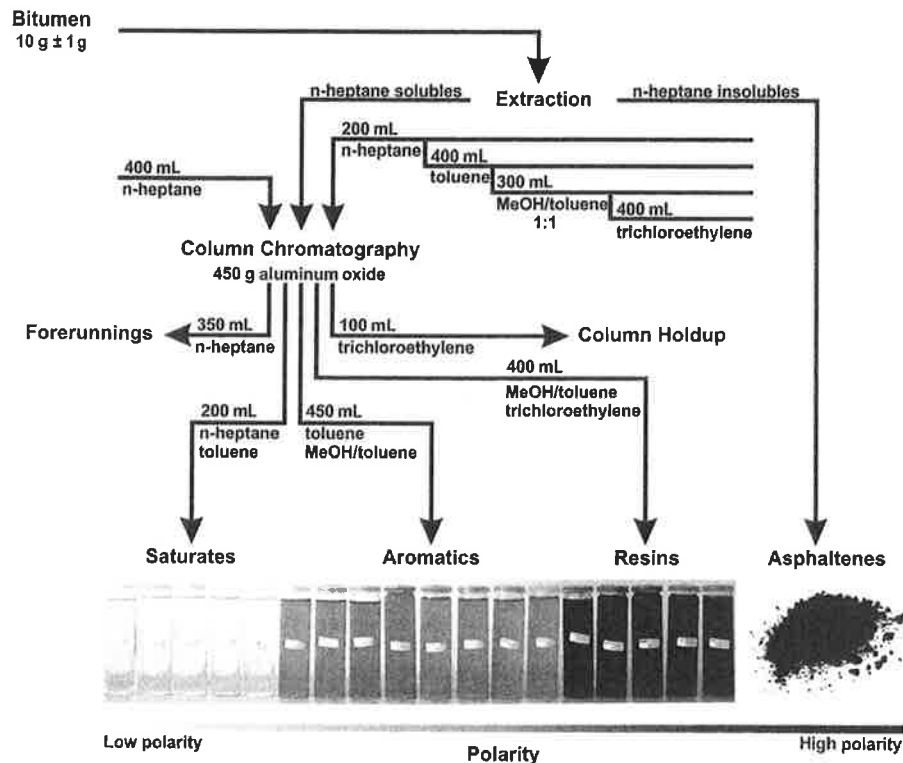 Bitumen
10 g ± 1 g
n-heptane solubles
Extraction
n-heptane insolubles
200 mL
n-heptane
400 mL
toluene
300 mL
MeOH/toluene
1:1
400 mL
trichloroethylene
400 mL
n-heptane
Column Chromatography
450 g aluminum oxide
Forerunnings
350 mL
n-heptane
100 mL
trichloroethylene
Column Holdup
400 mL
MeOH/toluene
trichloroethylene
200 mL
n-heptane
toluene
450 mL
toluene
MeOH/toluene
Saturates
Aromatics
Resins
Asphaltenes
Low polarity
Polarity
High polarity